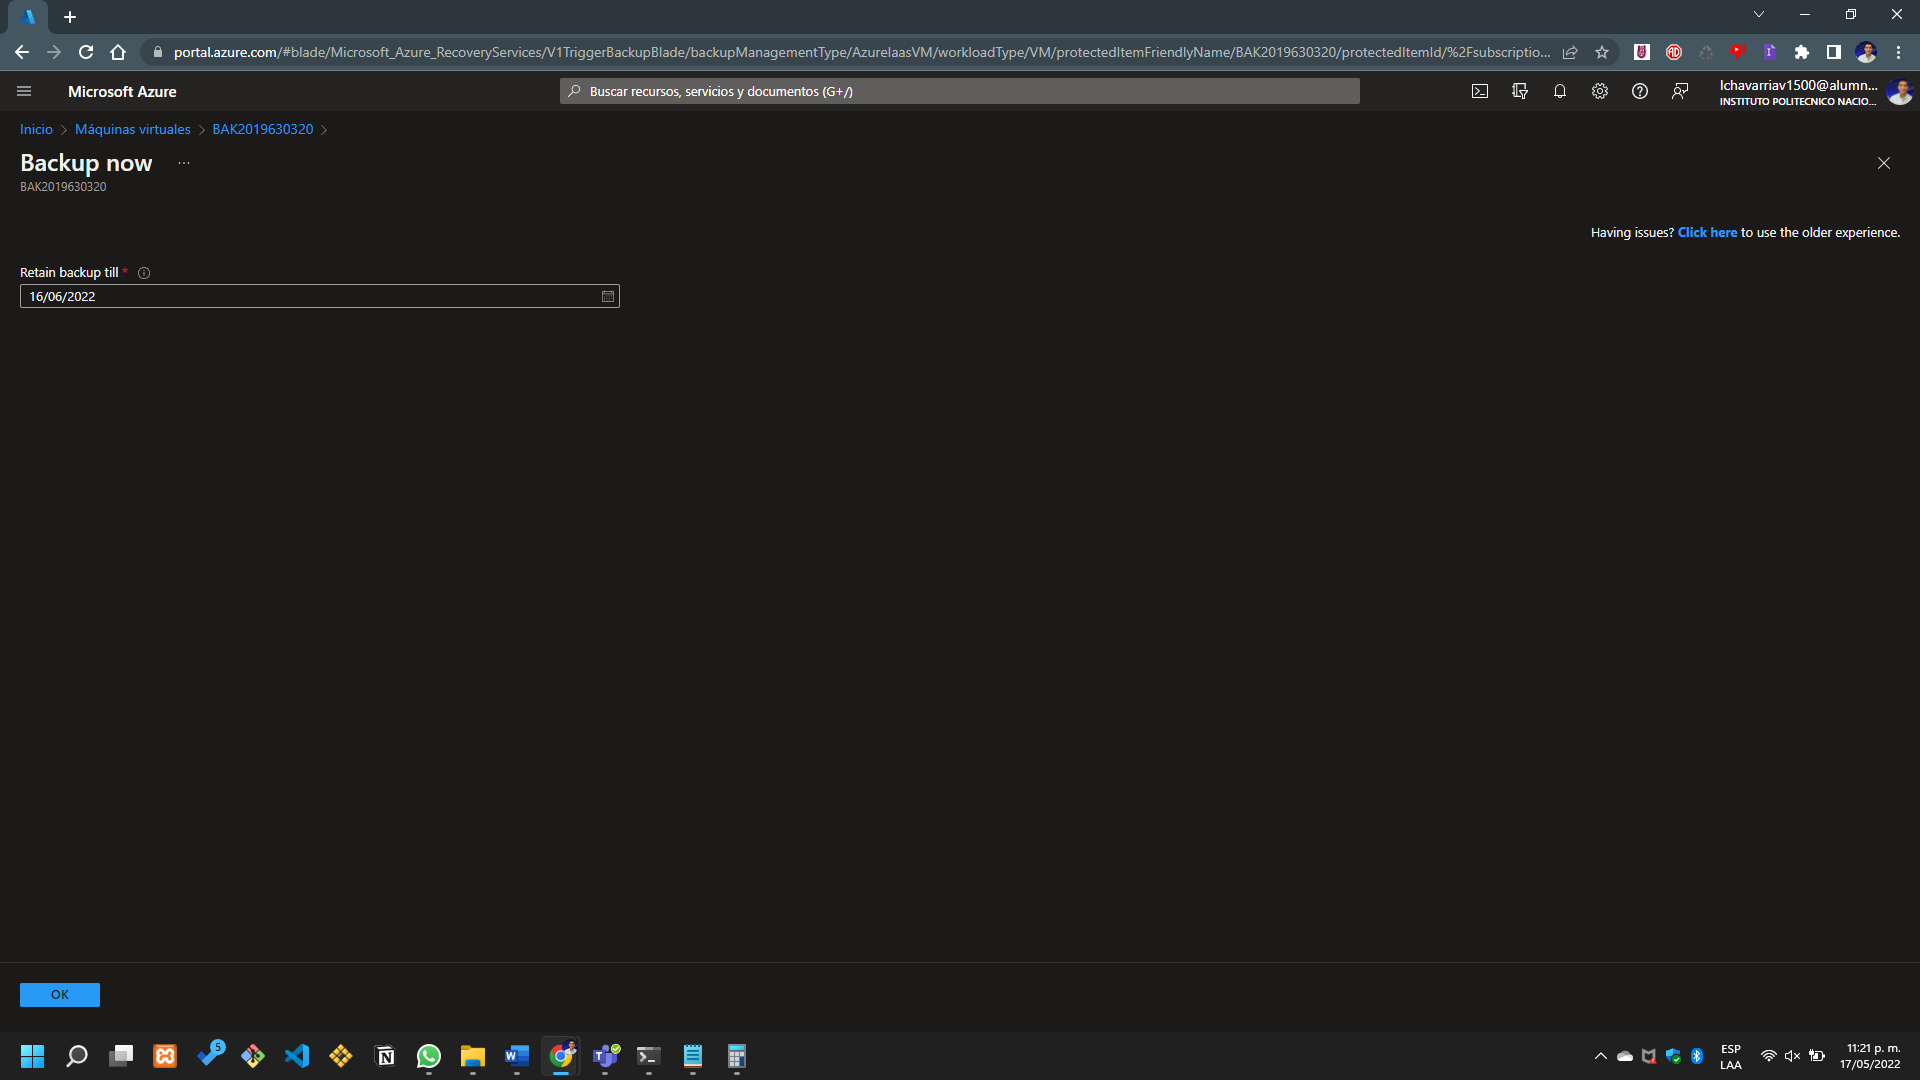 portal.azure.com/#blade/Microsoft_Azure_RecoveryServices/V1TriggerBackupBlade/backupManagementType/AzureIaasVM/workloadType/VM/protectedItemFriendlyName/BAK2019630320/protectedItemId/%2Fsubscriptio...
Microsoft Azure
Buscar recursos, servicios y documentos (G+/)
lchavarriav1500@alumn...
INSTITUTO POLITECNICO NACIO...
Inicio > Máquinas virtuales > BAK2019630320 >
Backup now ...
BAK2019630320
Having issues? Click here to use the older experience.
Retain backup till *
16/06/2022
OK
5
ESP
LAA
11:21 p. m.
17/05/2022